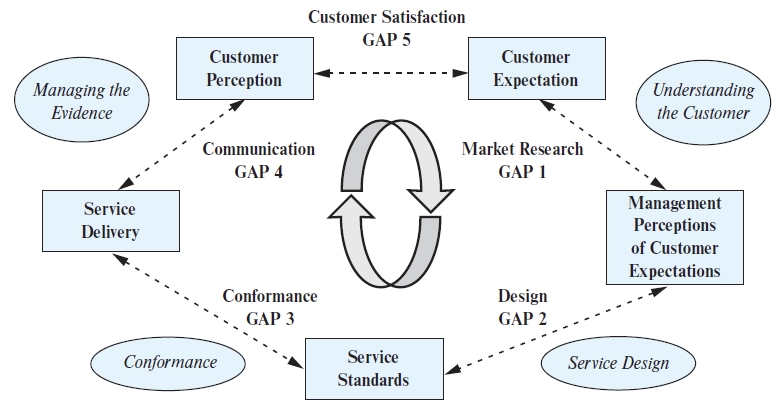 Customer Satisfaction
GAP 5
Customer
Perception
Customer
Expectation
Managing the
Evidence
Understanding
the Customer
Communication
GAP 4
Market Research
GAP 1
Service
Delivery
Management
Perceptions
of Customer
Expectations
Conformance
GAP 3
Design
GAP 2
Conformance
Service
Standards
Service Design